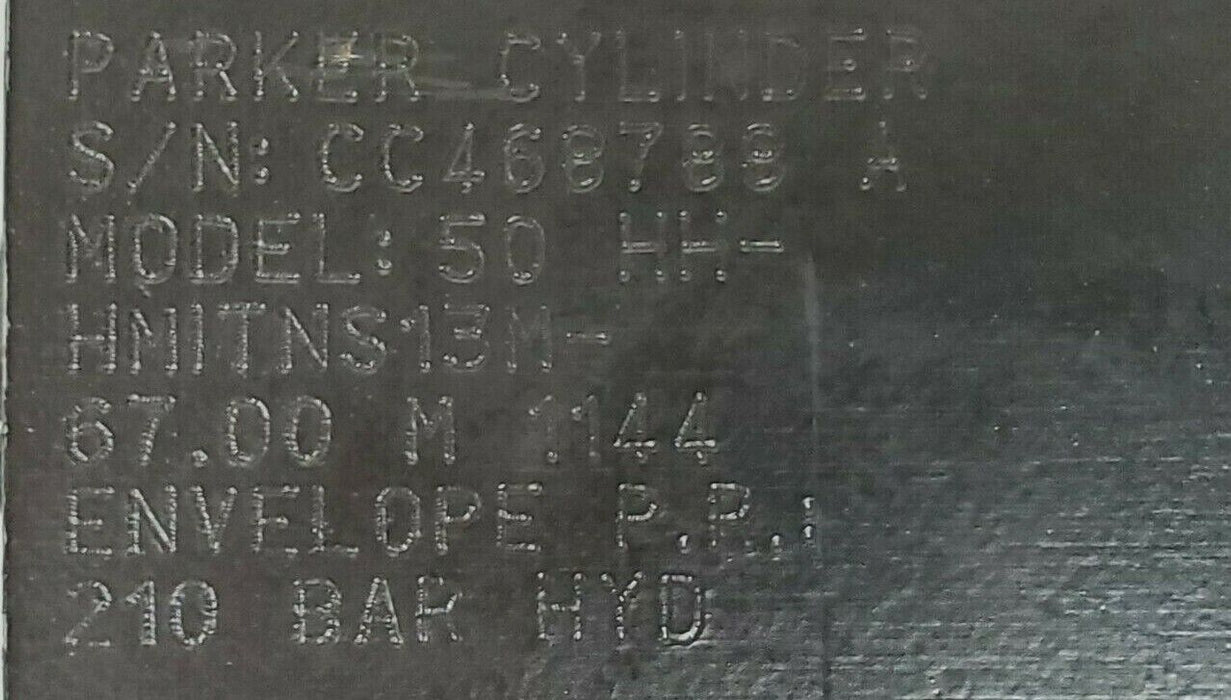 PARKER CYLINDER
S/N: CC468788 A
MODEL: 50 HH-
HMITNS13M-
67.00 M 1144
ENVELOPE P.R.:
210 BAR HYD